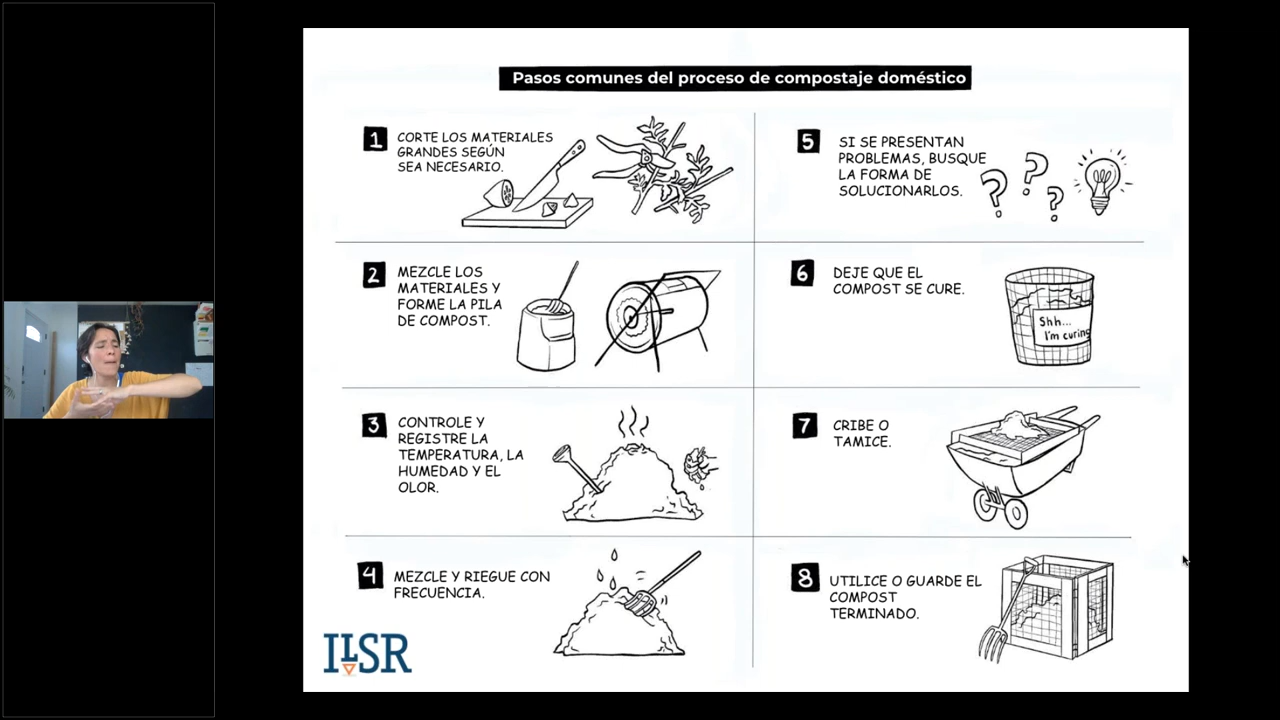 Pasos comunes del proceso de compostaje doméstico
1
CORTE LOS MATERIALES
GRANDES SEGÚN
SEA NECESARIO.
2
MEZCLE LOS
MATERIALES Y
FORME LA PILA
DE COMPOST.
3
CONTROLE Y
REGISTRE LA
TEMPERATURA, LA
HUMEDAD Y EL
OLOR.
4
MEZCLE Y RIEGUE CON
FRECUENCIA.
5
SI SE PRESENTAN
PROBLEMAS, BUSQUE
LA FORMA DE
SOLUCIONARLOS.
? ? ?
6
DEJE QUE EL
COMPOST SE CURE.
Shh...
I'm curing
7
CRIBE O
TAMICE.
8
UTILICE O GUARDE EL
COMPOST
TERMINADO.
ILSR